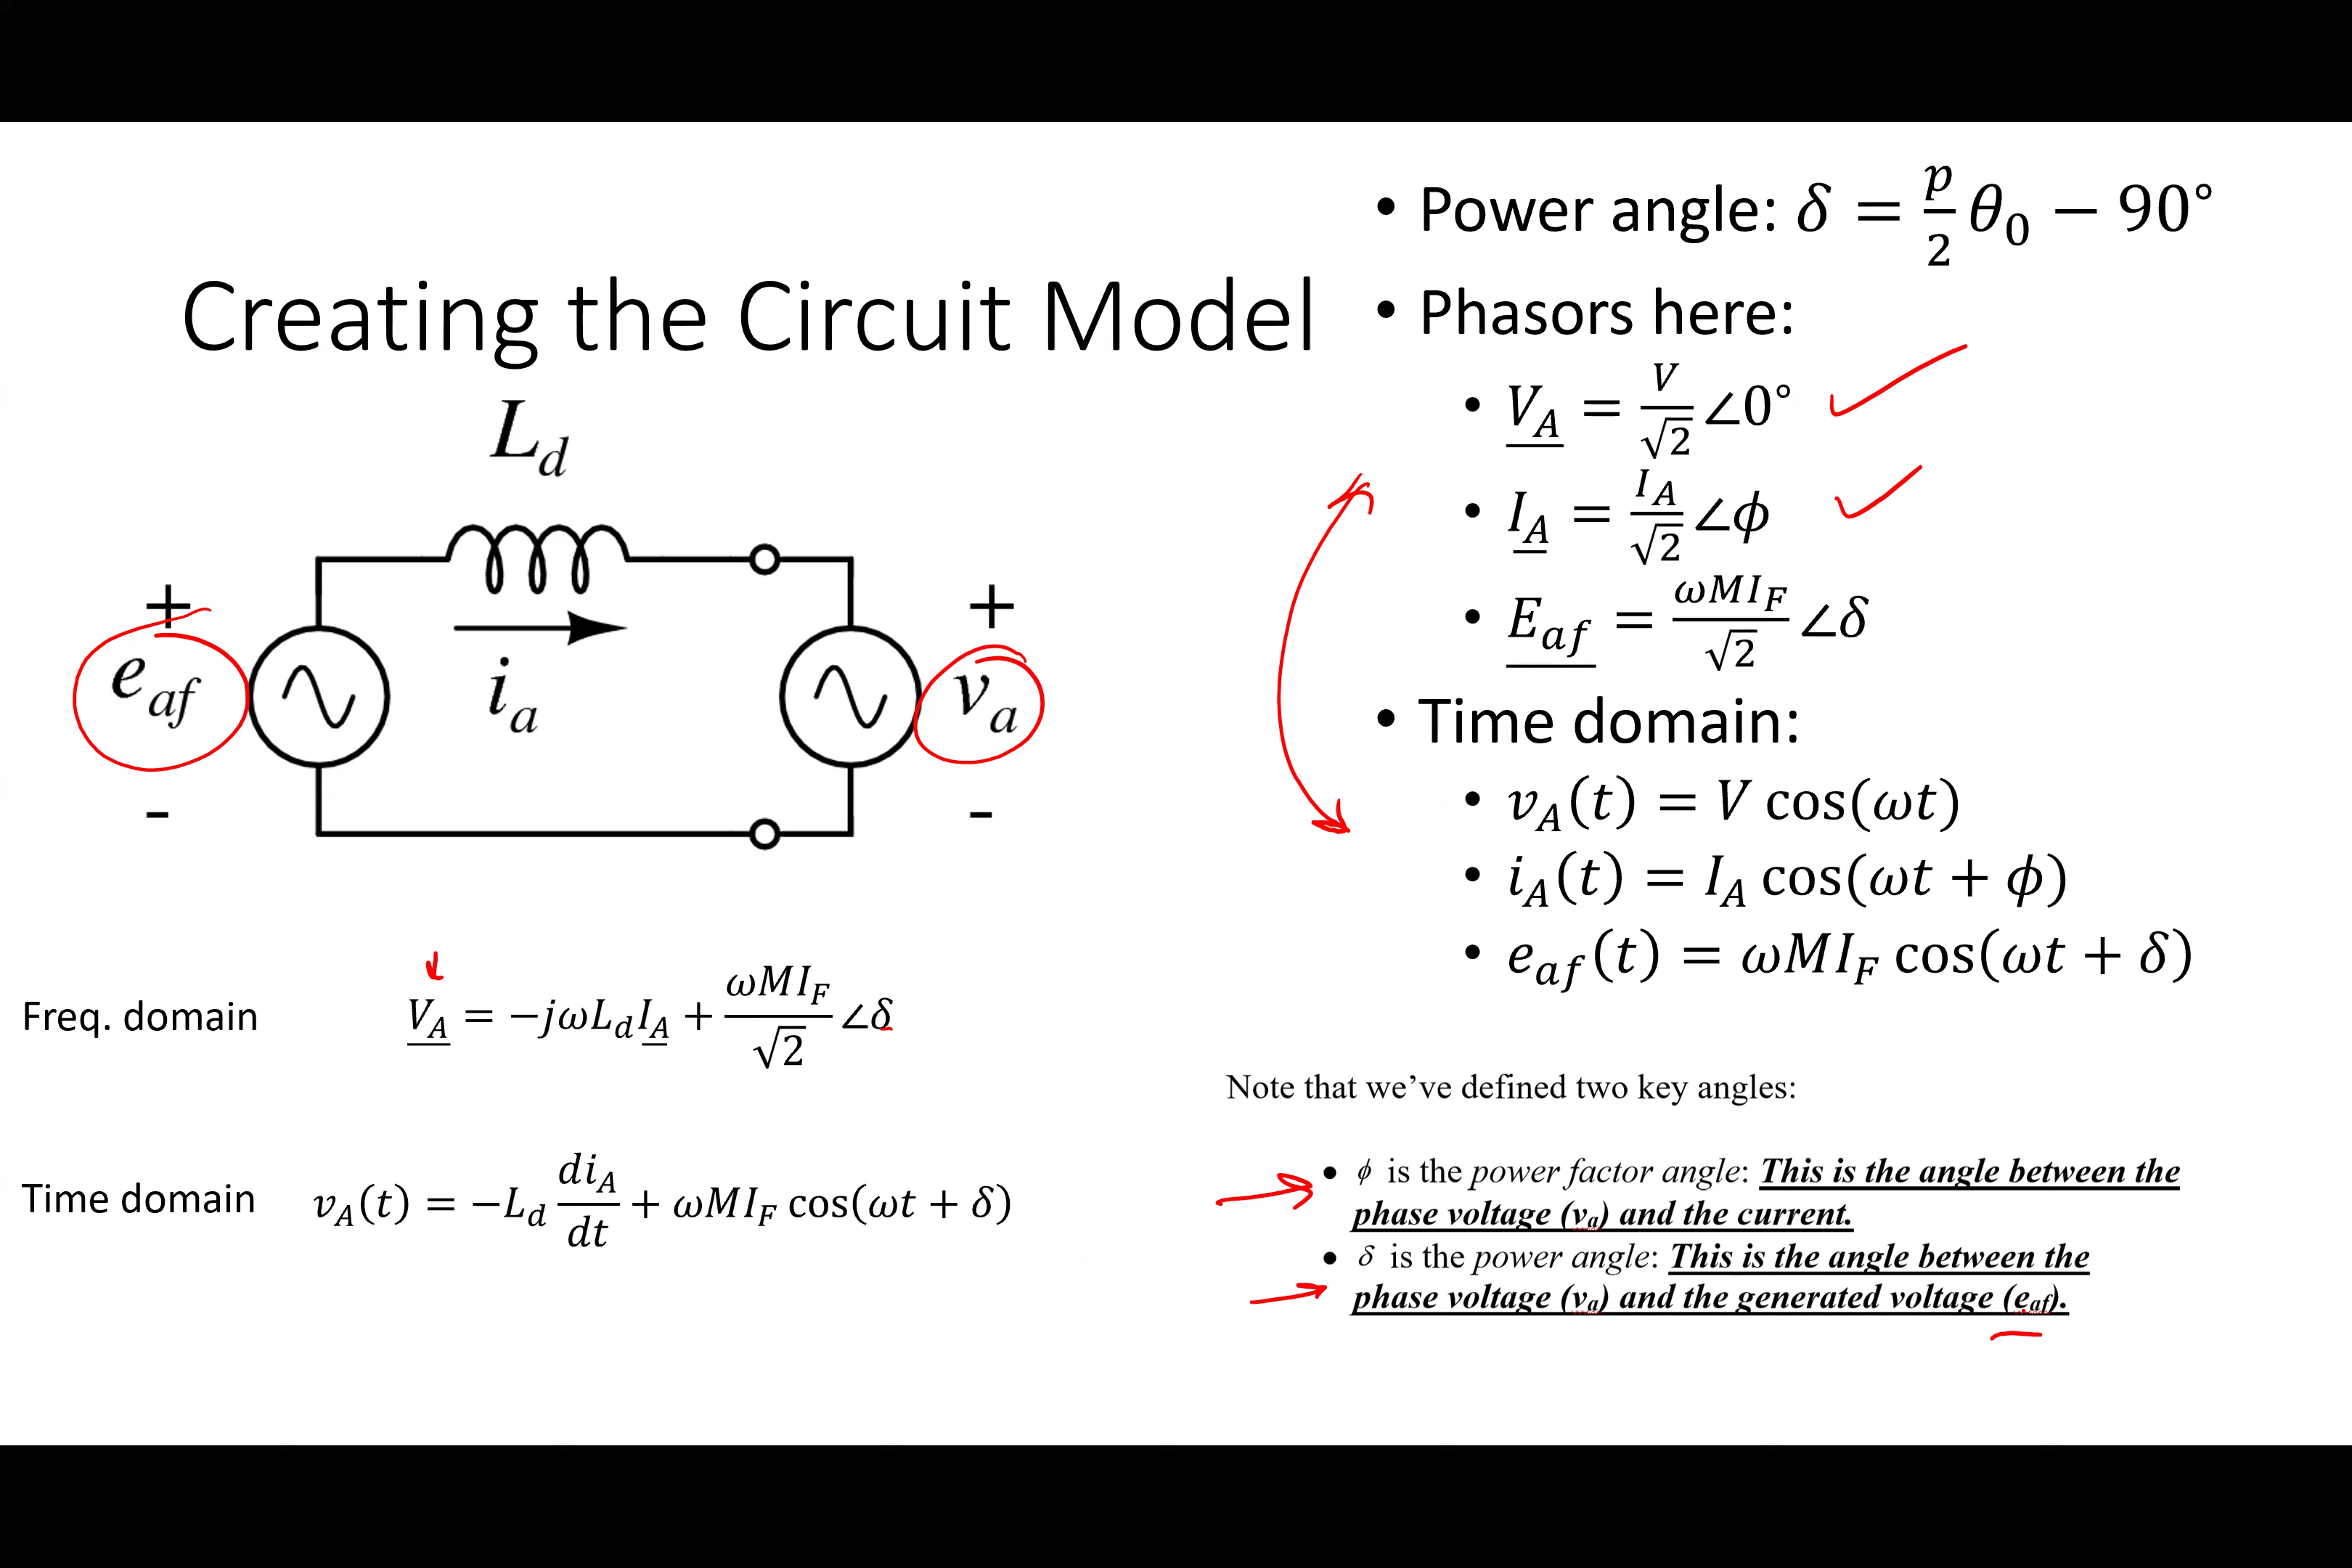 Creating the Circuit Model
L_d
+
e_af
-
i_a
+
v_a
-
Freq. domain
V_A = −jωL_d I_A + ωMI_F/√2 ∠δ
Time domain
v_A(t) = −L_d di_A/dt + ωMI_F cos(ωt + δ)
• Power angle: δ = p/2 θ_0 − 90°
• Phasors here:
• V_A = V/√2 ∠0°
• I_A = I_A/√2 ∠ϕ
• E_af = ωMI_F/√2 ∠δ
• Time domain:
• v_A(t) = V cos(ωt)
• i_A(t) = I_A cos(ωt + ϕ)
• e_af(t) = ωMI_F cos(ωt + δ)
Note that we’ve defined two key angles:
• ϕ is the power factor angle: This is the angle between the
phase voltage (v_a) and the current.
• δ is the power angle: This is the angle between the
phase voltage (v_a) and the generated voltage (e_af).